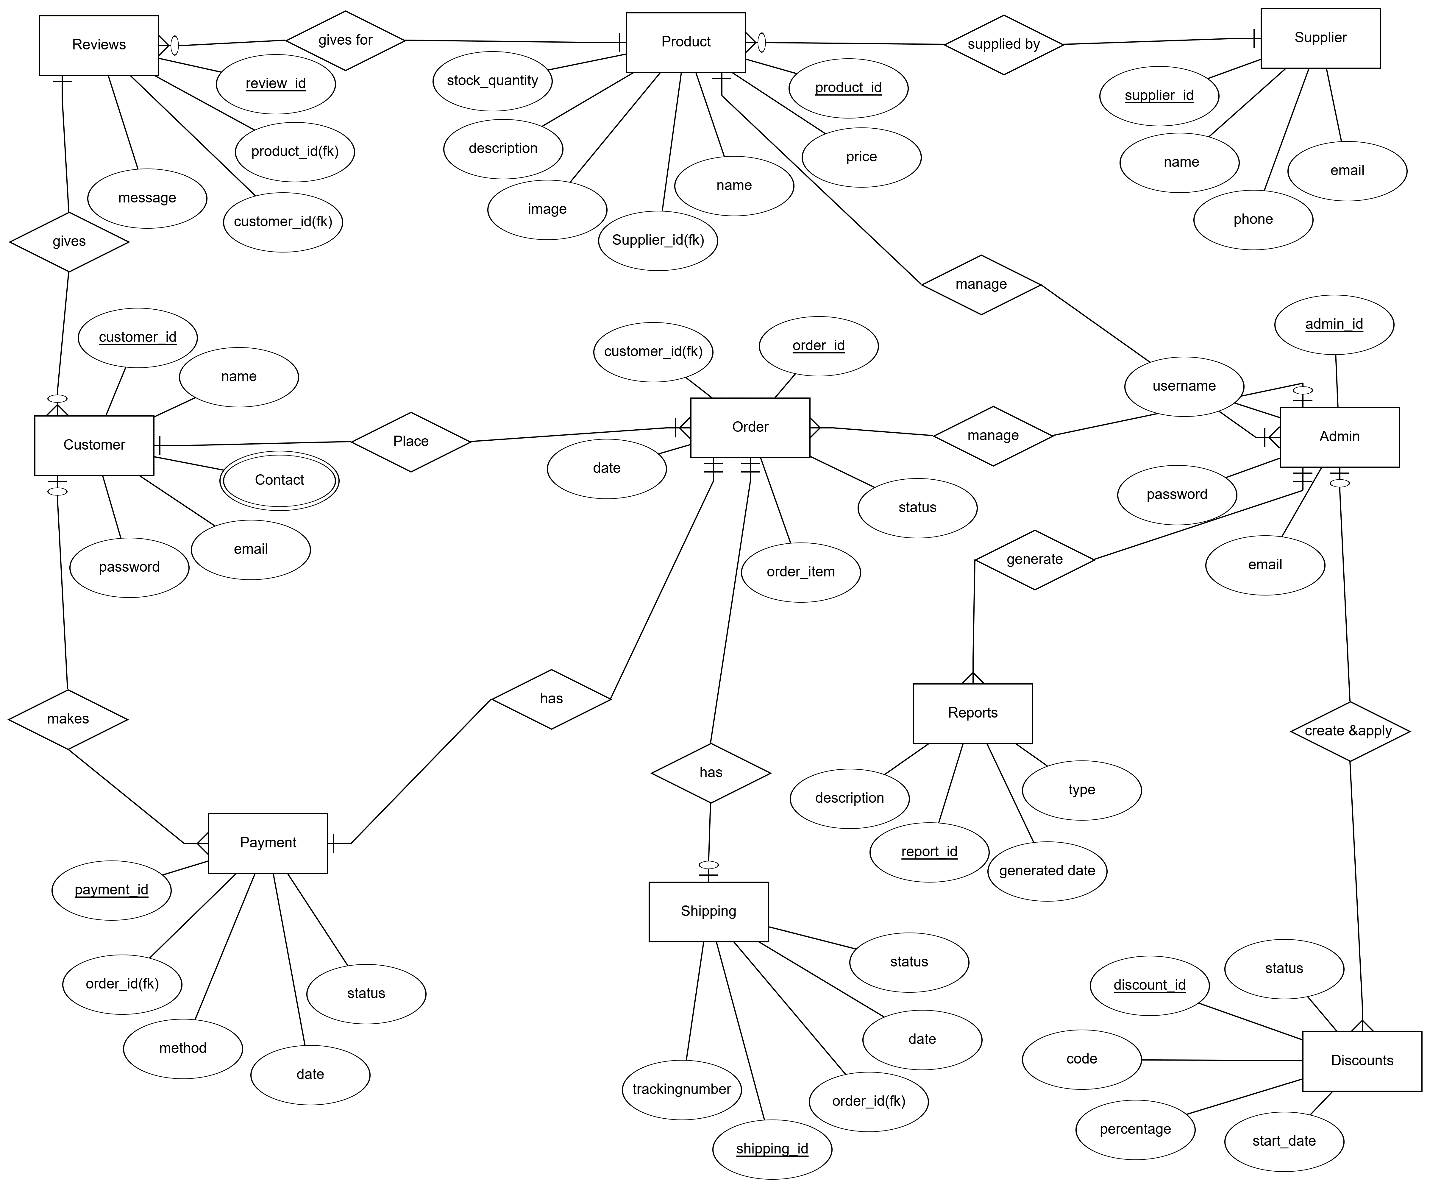 Reviews
gives for
Product
supplied by
Supplier
review_id
stock_quantity
product_id
supplier_id
product_id(fk)
description
price
name
email
message
image
name
customer_id(fk)
Supplier_id(fk)
phone
gives
manage
customer_id
customer_id(fk)
order_id
admin_id
name
username
Customer
Place
Order
manage
Admin
date
Contact
password
status
password
email
order_item
generate
email
makes
has
Reports
create &apply
has
description
type
Payment
report_id
generated date
payment_id
Shipping
order_id(fk)
status
status
discount_id
status
method
date
date
code
Discounts
trackingnumber
order_id(fk)
percentage
start_date
shipping_id